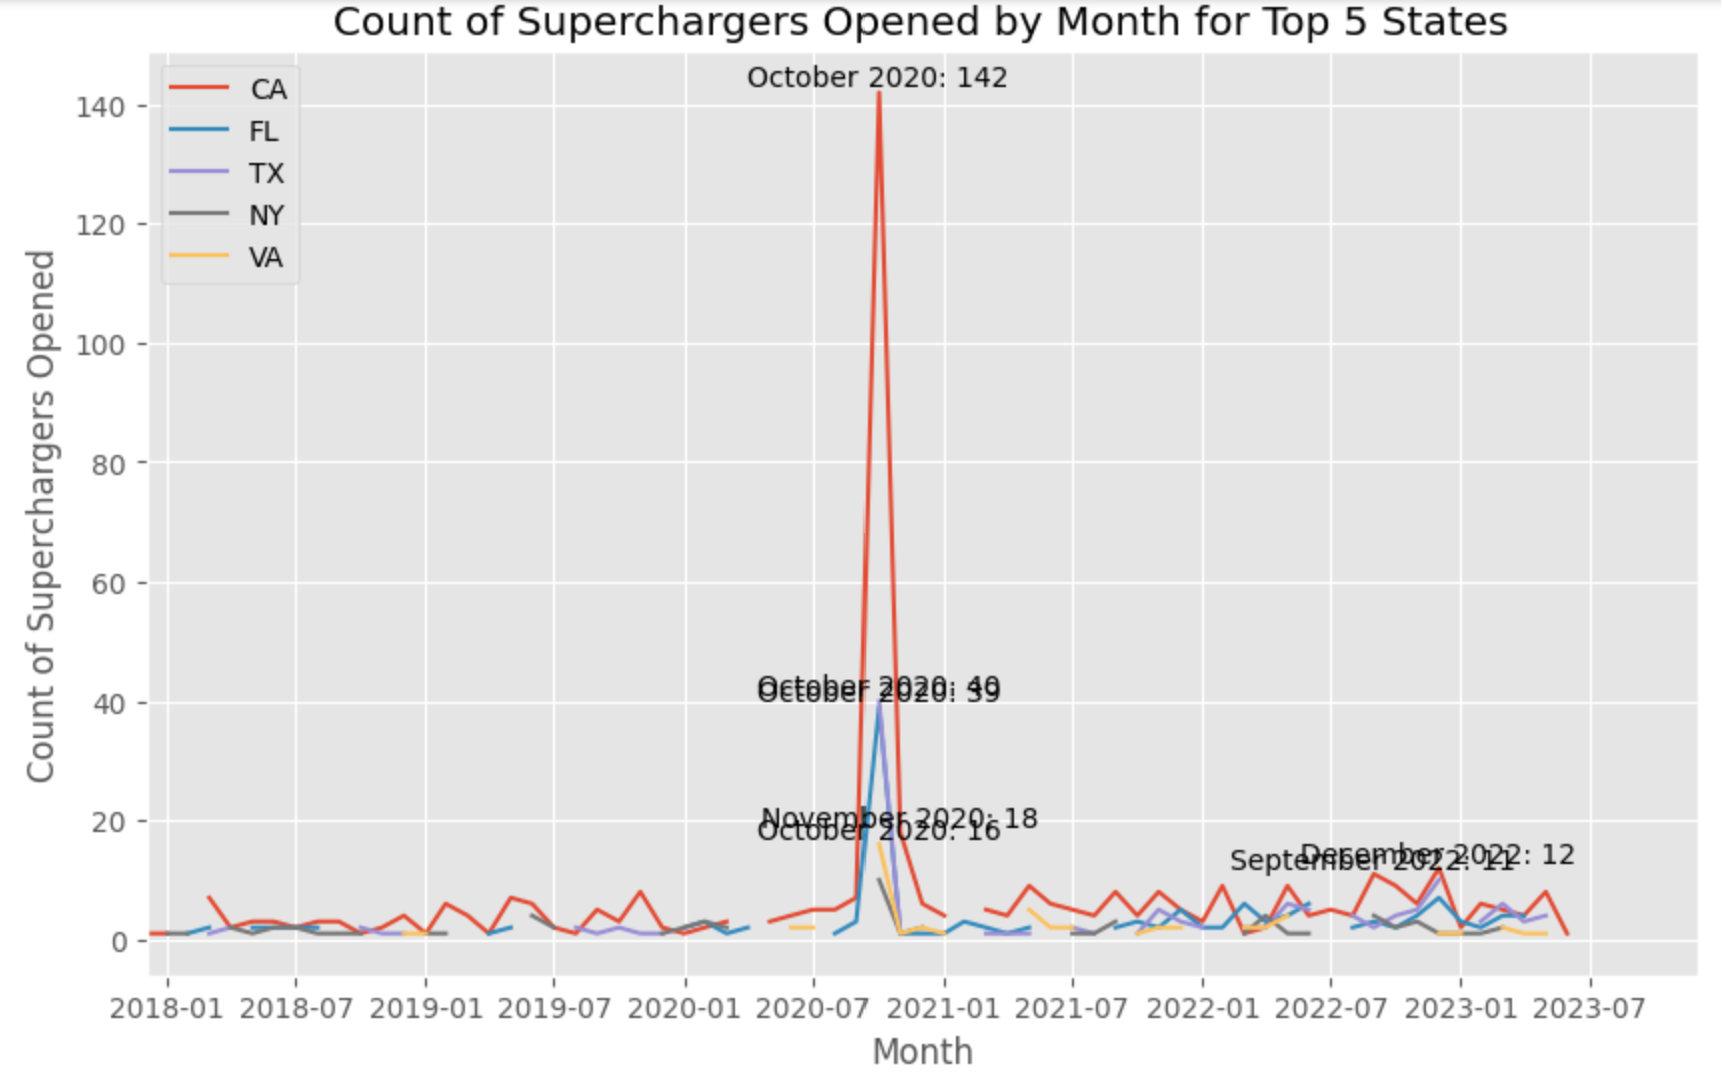 Count of Superchargers Opened by Month for Top 5 States
October 2020: 142
CA
FL
TX
NY
VA
140
120
100
80
60
40
20
0
Count of Superchargers Opened
October 2020: 40
October 2020: 39
November 2020: 18
October 2020: 16
December 2022: 12
September 2022: 11
2018-01 2018-07 2019-01 2019-07 2020-01 2020-07 2021-01 2021-07 2022-01 2022-07 2023-01 2023-07
Month